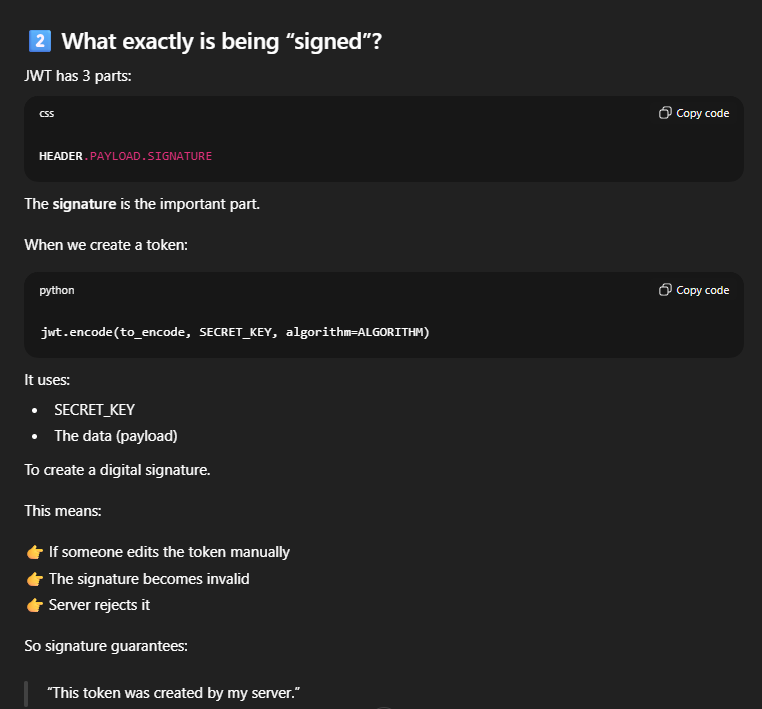 2 What exactly is being “signed”?
JWT has 3 parts:
css
Copy code
HEADER.PAYLOAD.SIGNATURE
The signature is the important part.
When we create a token:
python
Copy code
jwt.encode(to_encode, SECRET_KEY, algorithm=ALGORITHM)
It uses:
• SECRET_KEY
• The data (payload)
To create a digital signature.
This means:
👉 If someone edits the token manually
👉 The signature becomes invalid
👉 Server rejects it
So signature guarantees:
“This token was created by my server.”